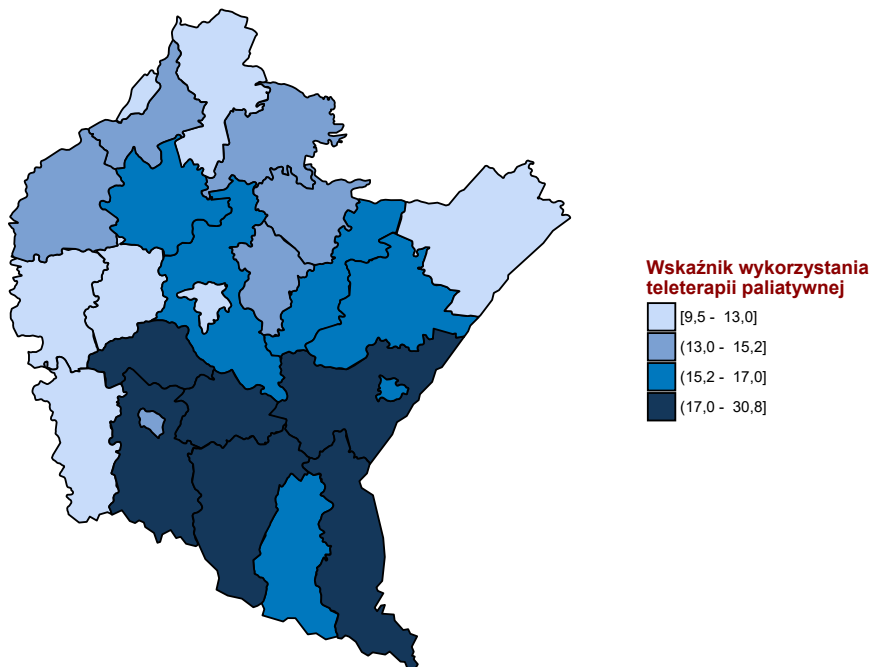 Wskaźnik wykorzystania
teleterapii paliatywnej
[9,5 - 13,0]
(13,0 - 15,2]
(15,2 - 17,0]
(17,0 - 30,8]